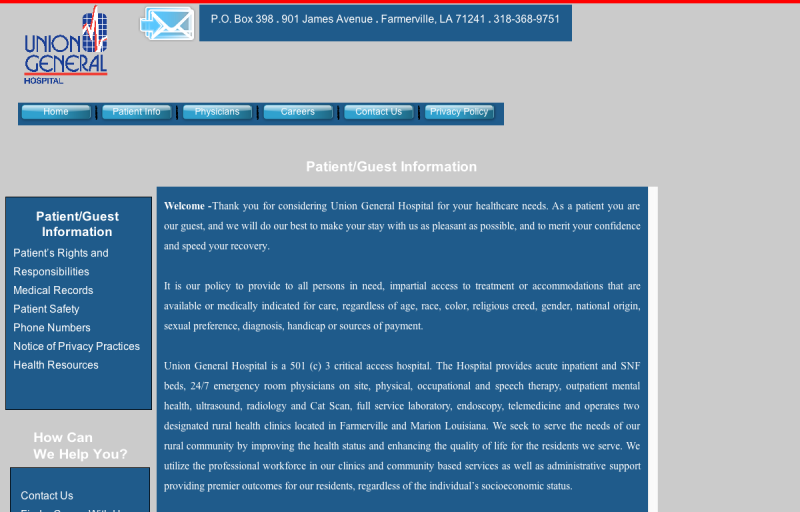 P.O. Box 398 . 901 James Avenue . Farmerville, LA 71241 . 318-368-9751
UNION
GENERAL
HOSPITAL
Home | Patient Info | Physicians | Careers | Contact Us | Privacy Policy
Patient/Guest Information
Patient/Guest
Information
Patient's Rights and
Responsibilities
Medical Records
Patient Safety
Phone Numbers
Notice of Privacy Practices
Health Resources
How Can
We Help You?
Contact Us
Welcome -Thank you for considering Union General Hospital for your healthcare needs. As a patient you are
our guest, and we will do our best to make your stay with us as pleasant as possible, and to merit your confidence
and speed your recovery.
It is our policy to provide to all persons in need, impartial access to treatment or accommodations that are
available or medically indicated for care, regardless of age, race, color, religious creed, gender, national origin,
sexual preference, diagnosis, handicap or sources of payment.
Union General Hospital is a 501 (c) 3 critical access hospital. The Hospital provides acute inpatient and SNF
beds, 24/7 emergency room physicians on site, physical, occupational and speech therapy, outpatient mental
health, ultrasound, radiology and Cat Scan, full service laboratory, endoscopy, telemedicine and operates two
designated rural health clinics located in Farmerville and Marion Louisiana. We seek to serve the needs of our
rural community by improving the health status and enhancing the quality of life for the residents we serve. We
utilize the professional workforce in our clinics and community based services as well as administrative support
providing premier outcomes for our residents, regardless of the individual's socioeconomic status.